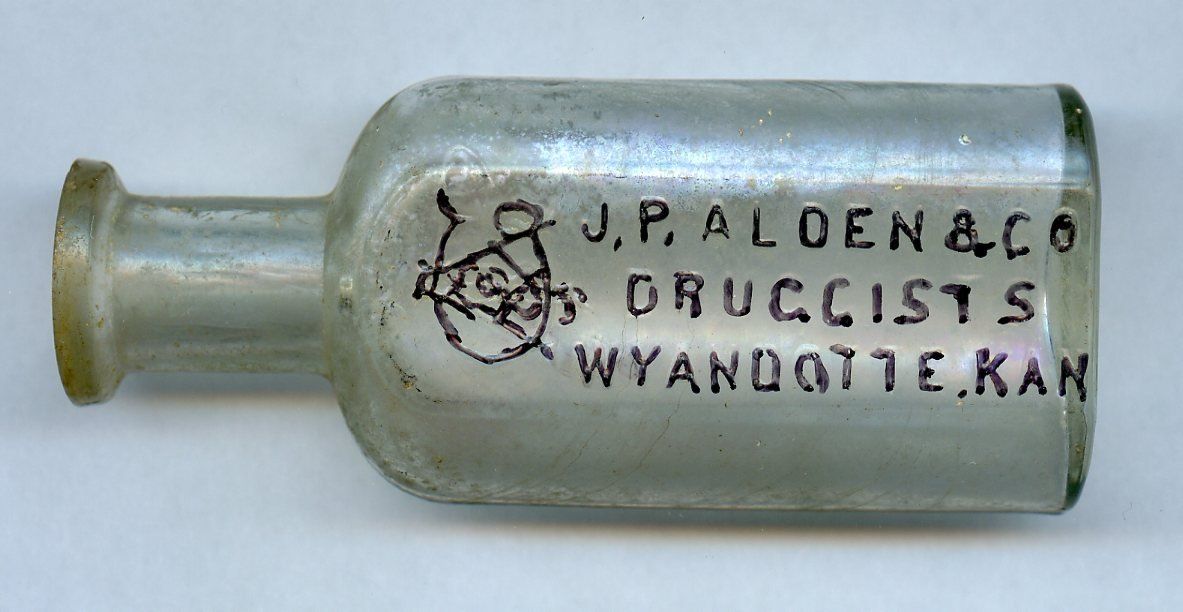 J.P. ALDEN & CO
DRUGGISTS
WYANDOTTE, KAN